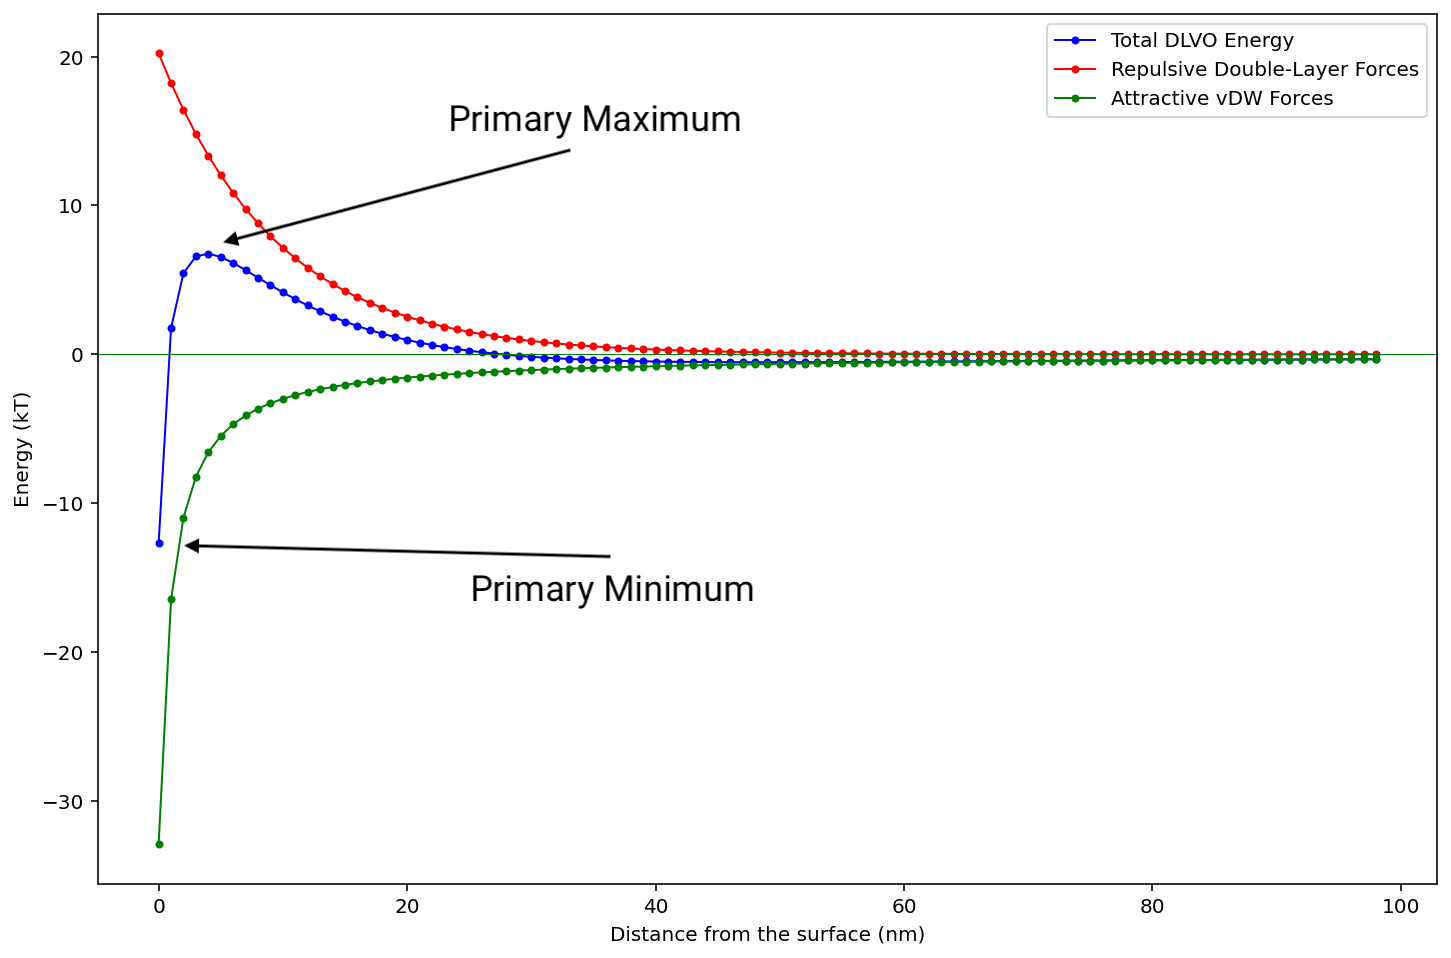 Total DLVO Energy
Repulsive Double-Layer Forces
Attractive vDW Forces
Primary Maximum
Primary Minimum
Energy (kT)
20
10
0
−10
−20
−30
0
20
40
60
80
100
Distance from the surface (nm)